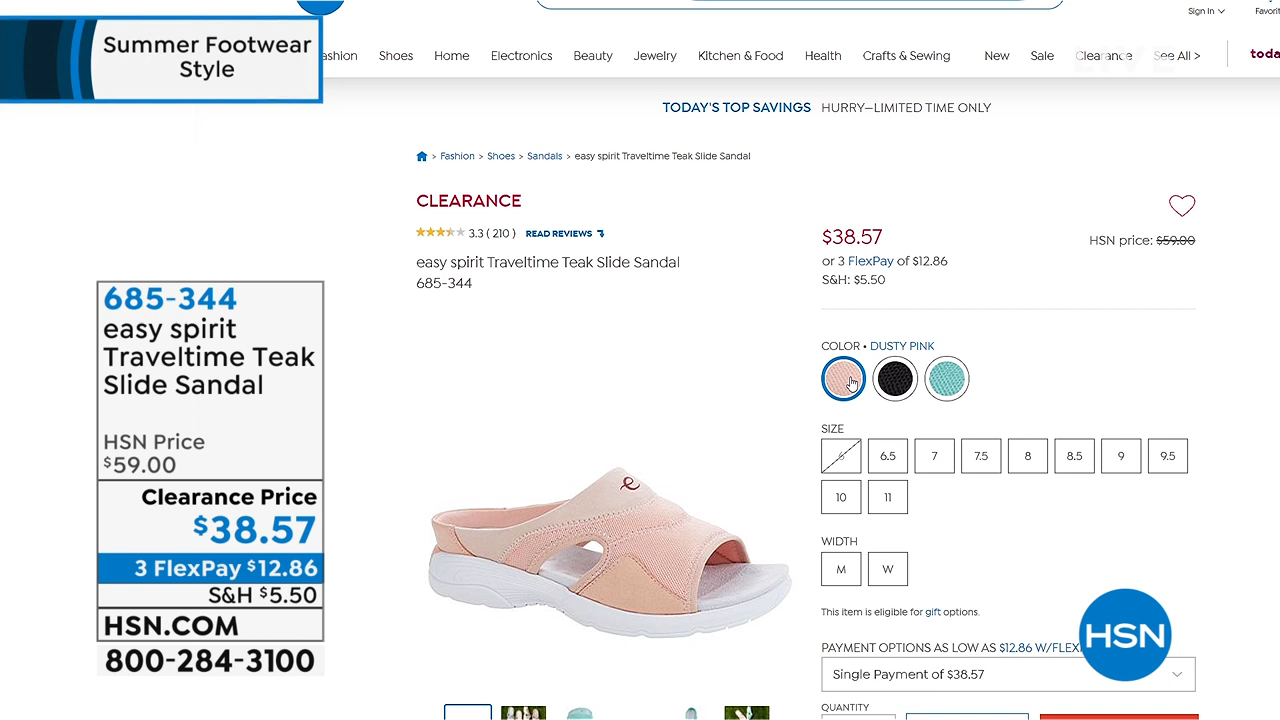 Summer Footwear
Style
Sign In
Favorit
ashion Shoes Home Electronics Beauty Jewelry Kitchen & Food Health Crafts & Sewing New Sale Clearance See All > toda
TODAY'S TOP SAVINGS HURRY—LIMITED TIME ONLY
> Fashion > Shoes > Sandals > easy spirit Traveltime Teak Slide Sandal
CLEARANCE
3.3 ( 210 ) READ REVIEWS
easy spirit Traveltime Teak Slide Sandal
685-344
$38.57
HSN price: $59.00
or 3 FlexPay of $12.86
S&H: $5.50
COLOR • DUSTY PINK
SIZE
6 6.5 7 7.5 8 8.5 9 9.5
10 11
WIDTH
M W
This item is eligible for gift options.
PAYMENT OPTIONS AS LOW AS $12.86 W/FLEX
Single Payment of $38.57
QUANTITY
685-344
easy spirit
Traveltime Teak
Slide Sandal
HSN Price
$59.00
Clearance Price
$38.57
3 FlexPay $12.86
S&H $5.50
HSN.COM
800-284-3100
e
HSN